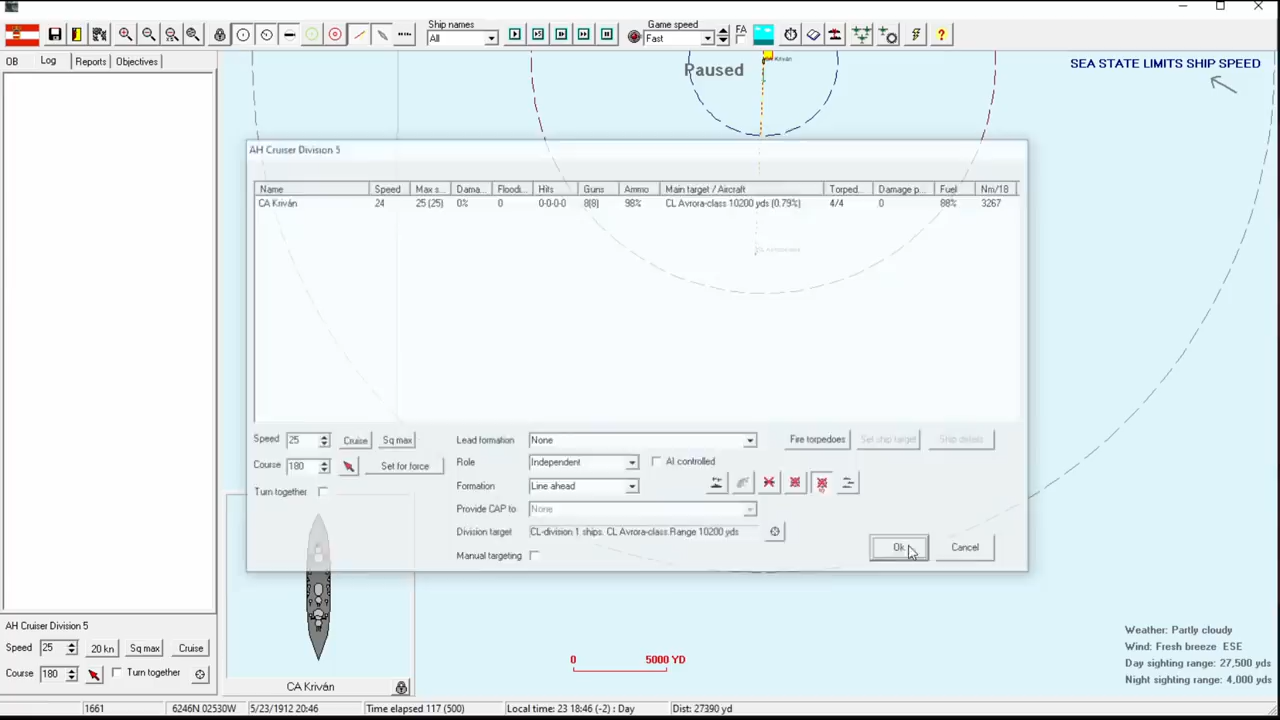 Ship names
Game speed
All
Fast
FA
OB
Log
Reports
Objectives
Paused
SEA STATE LIMITS SHIP SPEED
AH Cruiser Division 5
Name Speed Max s... Dama... Floodi... Hits Guns Ammo Main target / Aircraft Torped... Damage p... Fuel Nm/18
CA Kriván 24 25 (25) 0% 0 0-0-0-0 8(8) 98% CL Avrora-class 10200 yds (0.79%) 4/4 0 88% 3267
Speed 25 Cruise Sq max
Course 180 Set for force
Turn together
Lead formation None
Role Independent AI controlled
Formation Line ahead
Provide CAP to None
Division target CL-division 1 ships. CL Avrora-class.Range 10200 yds
Manual targeting
Fire torpedoes Set ship target Ship details
Ok Cancel
AH Cruiser Division 5
Speed 25 20 kn Sq max Cruise
Course 180 Turn together
CA Kriván
0 5000 YD
Weather: Partly cloudy
Wind: Fresh breeze ESE
Day sighting range: 27,500 yds
Night sighting range: 4,000 yds
1661 6246N 02530W 5/23/1912 20:46 Time elapsed 117 (500) Local time: 23 18:46 (-2) : Day Dist: 27390 yd